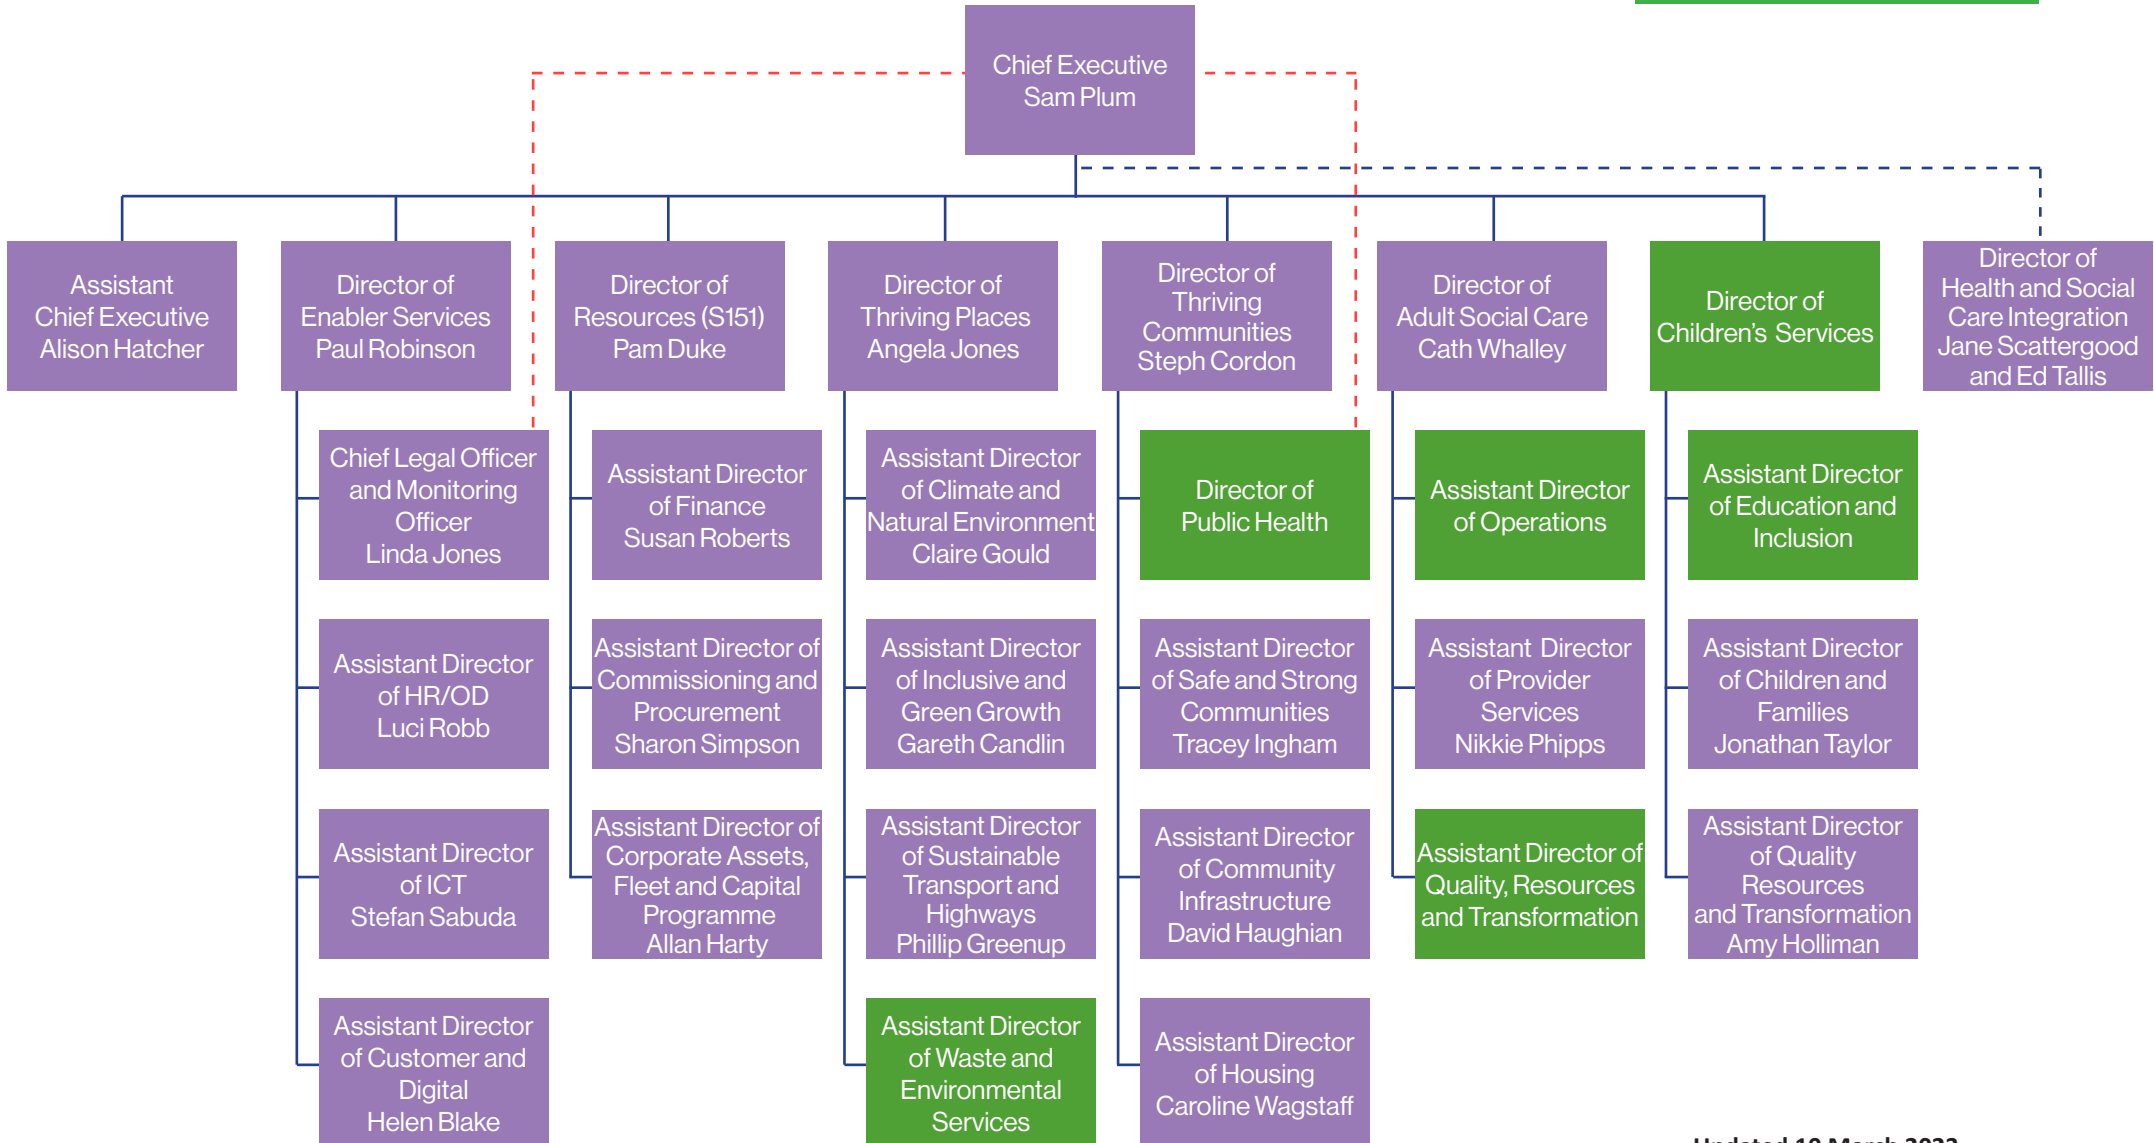 Chief Executive
Sam Plum
Assistant
Chief Executive
Alison Hatcher
Director of
Enabler Services
Paul Robinson
Director of
Resources (S151)
Pam Duke
Director of
Thriving Places
Angela Jones
Director of
Thriving
Communities
Steph Cordon
Director of
Adult Social Care
Cath Whalley
Director of
Children's Services
Director of
Health and Social
Care Integration
Jane Scattergood
and Ed Tallis
Chief Legal Officer
and Monitoring
Officer
Linda Jones
Assistant Director
of Finance
Susan Roberts
Assistant Director
of Climate and
Natural Environment
Claire Gould
Director of
Public Health
Assistant Director
of Operations
Assistant Director
of Education and
Inclusion
Assistant Director
of HR/OD
Luci Robb
Assistant Director of
Commissioning and
Procurement
Sharon Simpson
Assistant Director
of Inclusive and
Green Growth
Gareth Candlin
Assistant Director
of Safe and Strong
Communities
Tracey Ingham
Assistant Director
of Provider
Services
Nikkie Phipps
Assistant Director
of Children and
Families
Jonathan Taylor
Assistant Director
of ICT
Stefan Sabuda
Assistant Director of
Corporate Assets,
Fleet and Capital
Programme
Allan Harty
Assistant Director
of Sustainable
Transport and
Highways
Phillip Greenup
Assistant Director
of Community
Infrastructure
David Haughian
Assistant Director of
Quality, Resources
and Transformation
Assistant Director
of Quality
Resources
and Transformation
Amy Holliman
Assistant Director
of Customer and
Digital
Helen Blake
Assistant Director
of Waste and
Environmental
Services
Assistant Director
of Housing
Caroline Wagstaff
Updated 10 March 2023